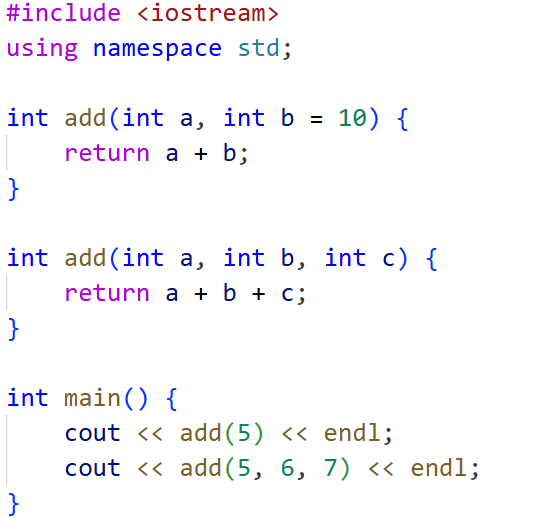 #include <iostream>
using namespace std;

int add(int a, int b = 10) {
    return a + b;
}

int add(int a, int b, int c) {
    return a + b + c;
}

int main() {
    cout << add(5) << endl;
    cout << add(5, 6, 7) << endl;
}